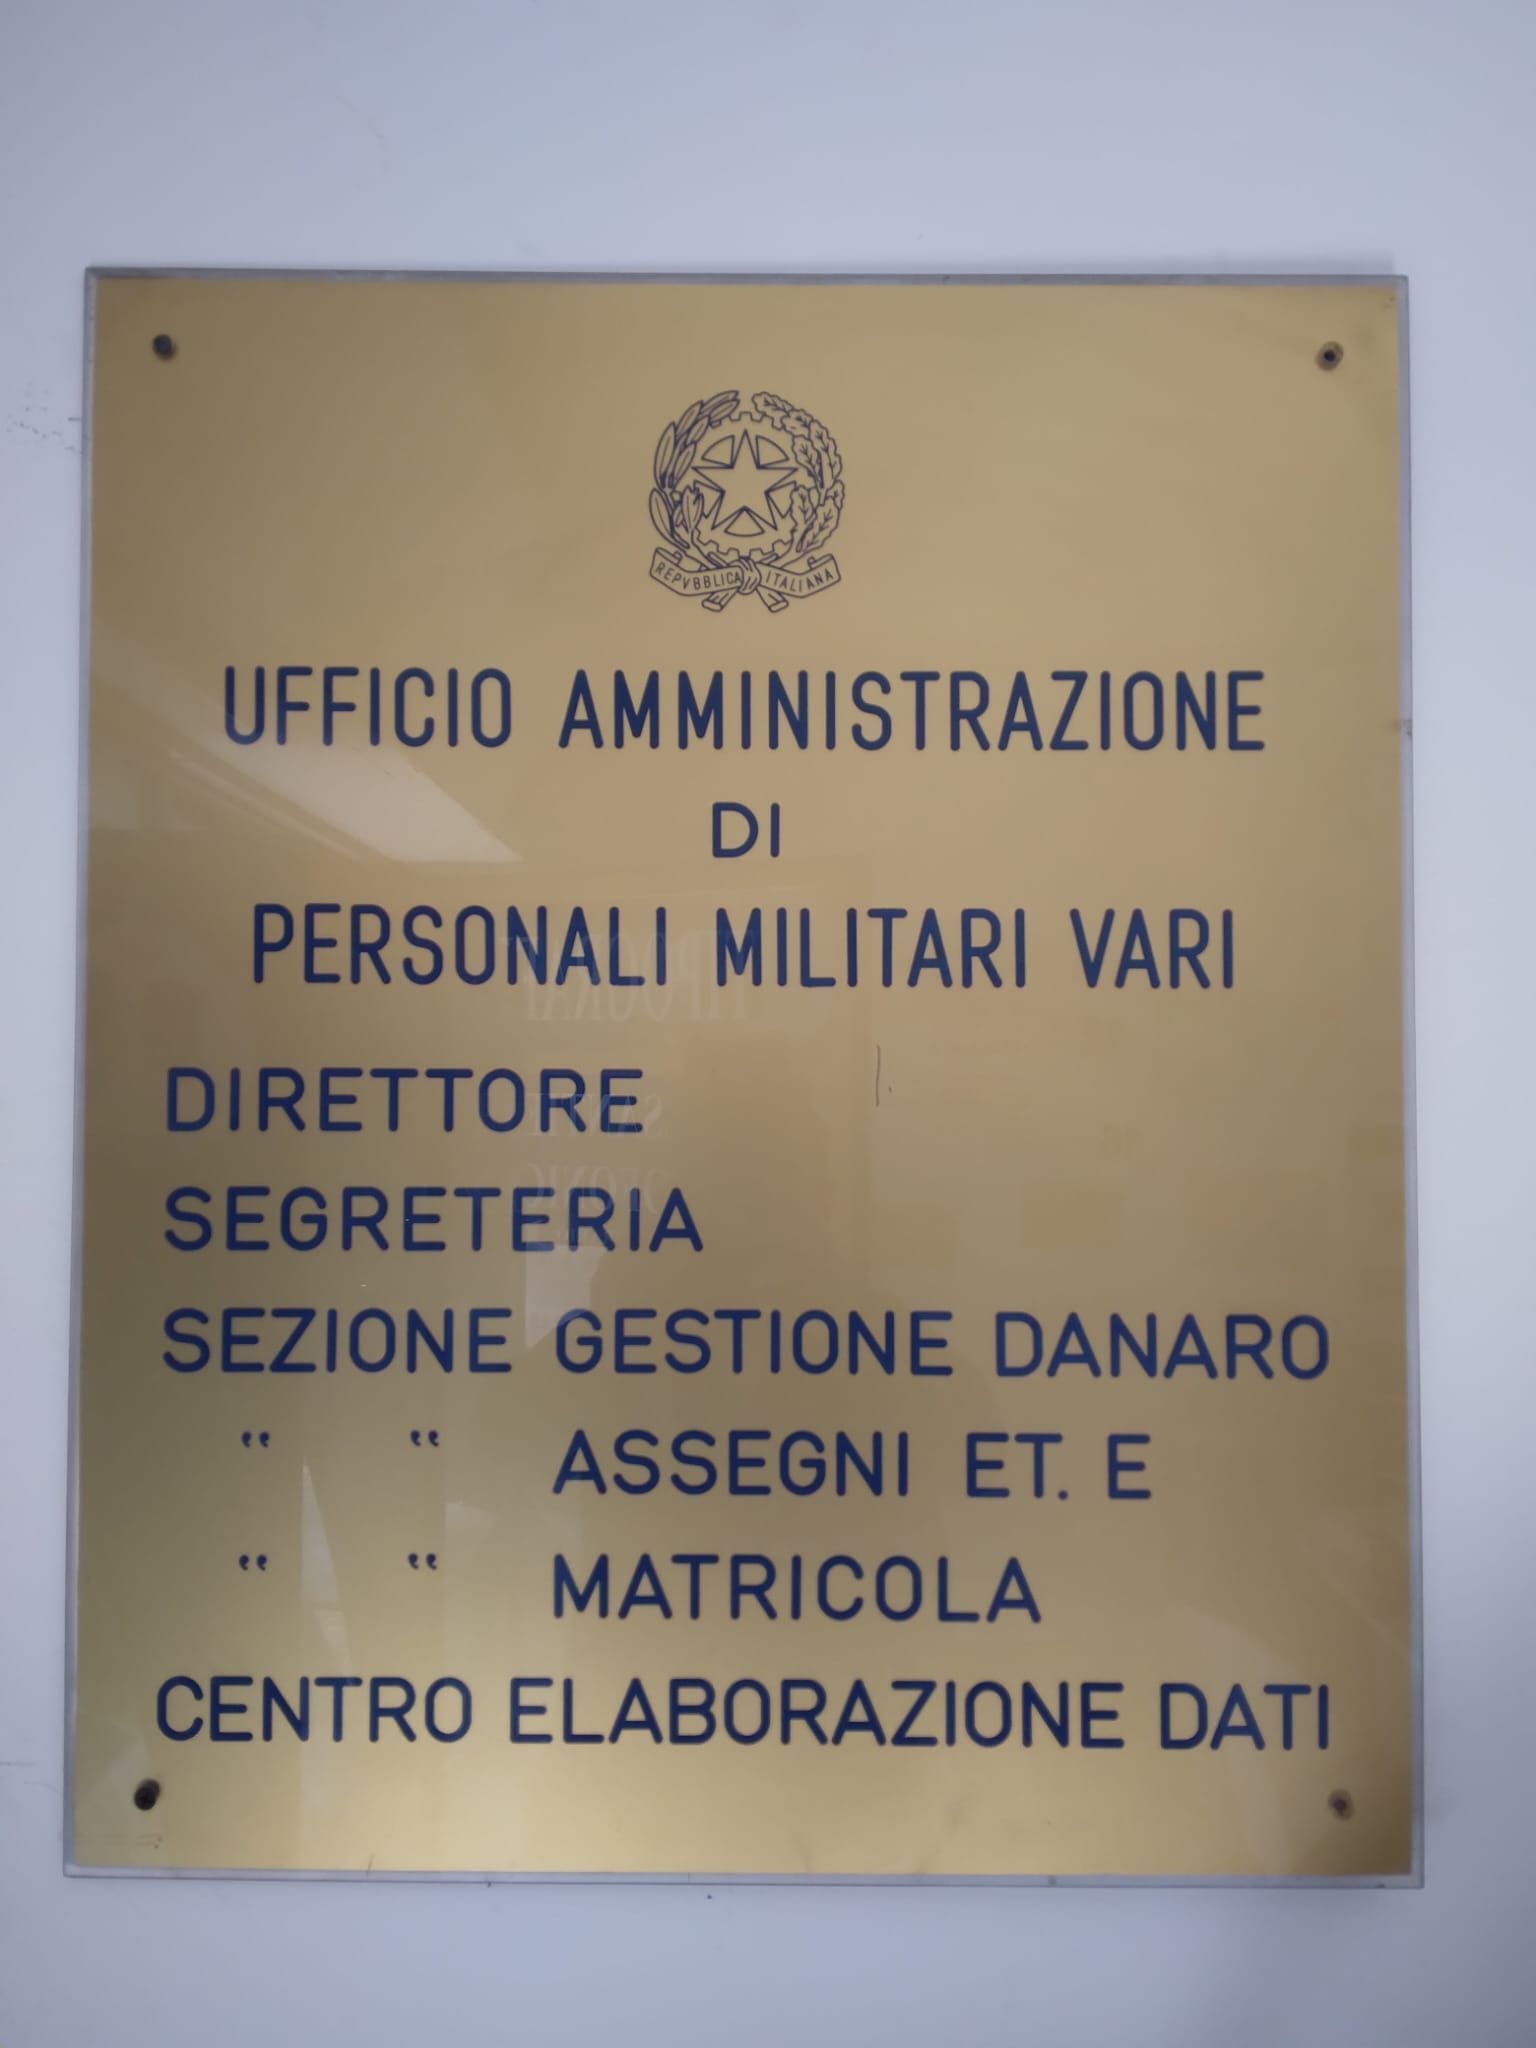 REPVBBLICA ITALIANA
UFFICIO AMMINISTRAZIONE
DI
PERSONALI MILITARI VARI
DIRETTORE
SEGRETERIA
SEZIONE GESTIONE DANARO
“ “ ASSEGNI ET. E
“ “ MATRICOLA
CENTRO ELABORAZIONE DATI